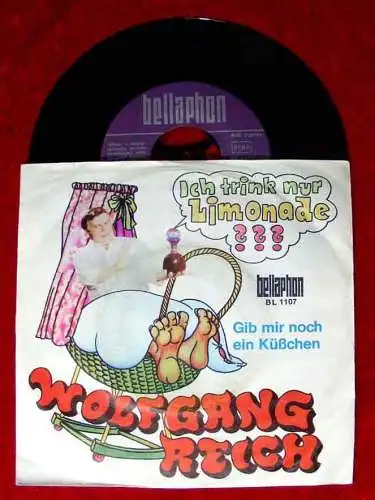 bellaphon
Ich trink nur
Limonade
???
bellaphon
BL 1107
Gib mir noch
ein Küßchen
WOLFGANG
REICH